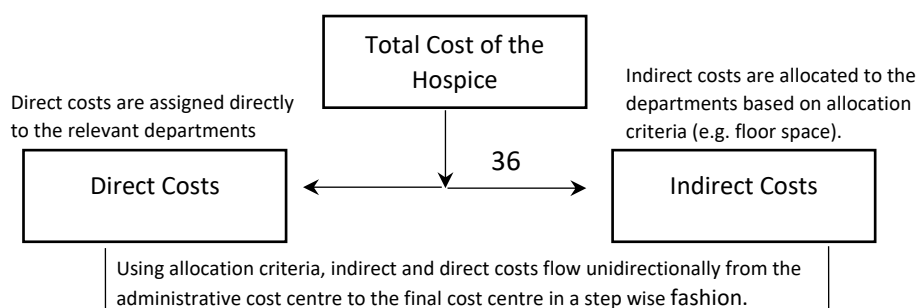 Total Cost of the
Hospice
Indirect costs are allocated to the
departments based on allocation
criteria (e.g. floor space).
Direct costs are assigned directly
to the relevant departments
36
Direct Costs
Indirect Costs
Using allocation criteria, indirect and direct costs flow unidirectionally from the
administrative cost centre to the final cost centre in a step wise fashion.